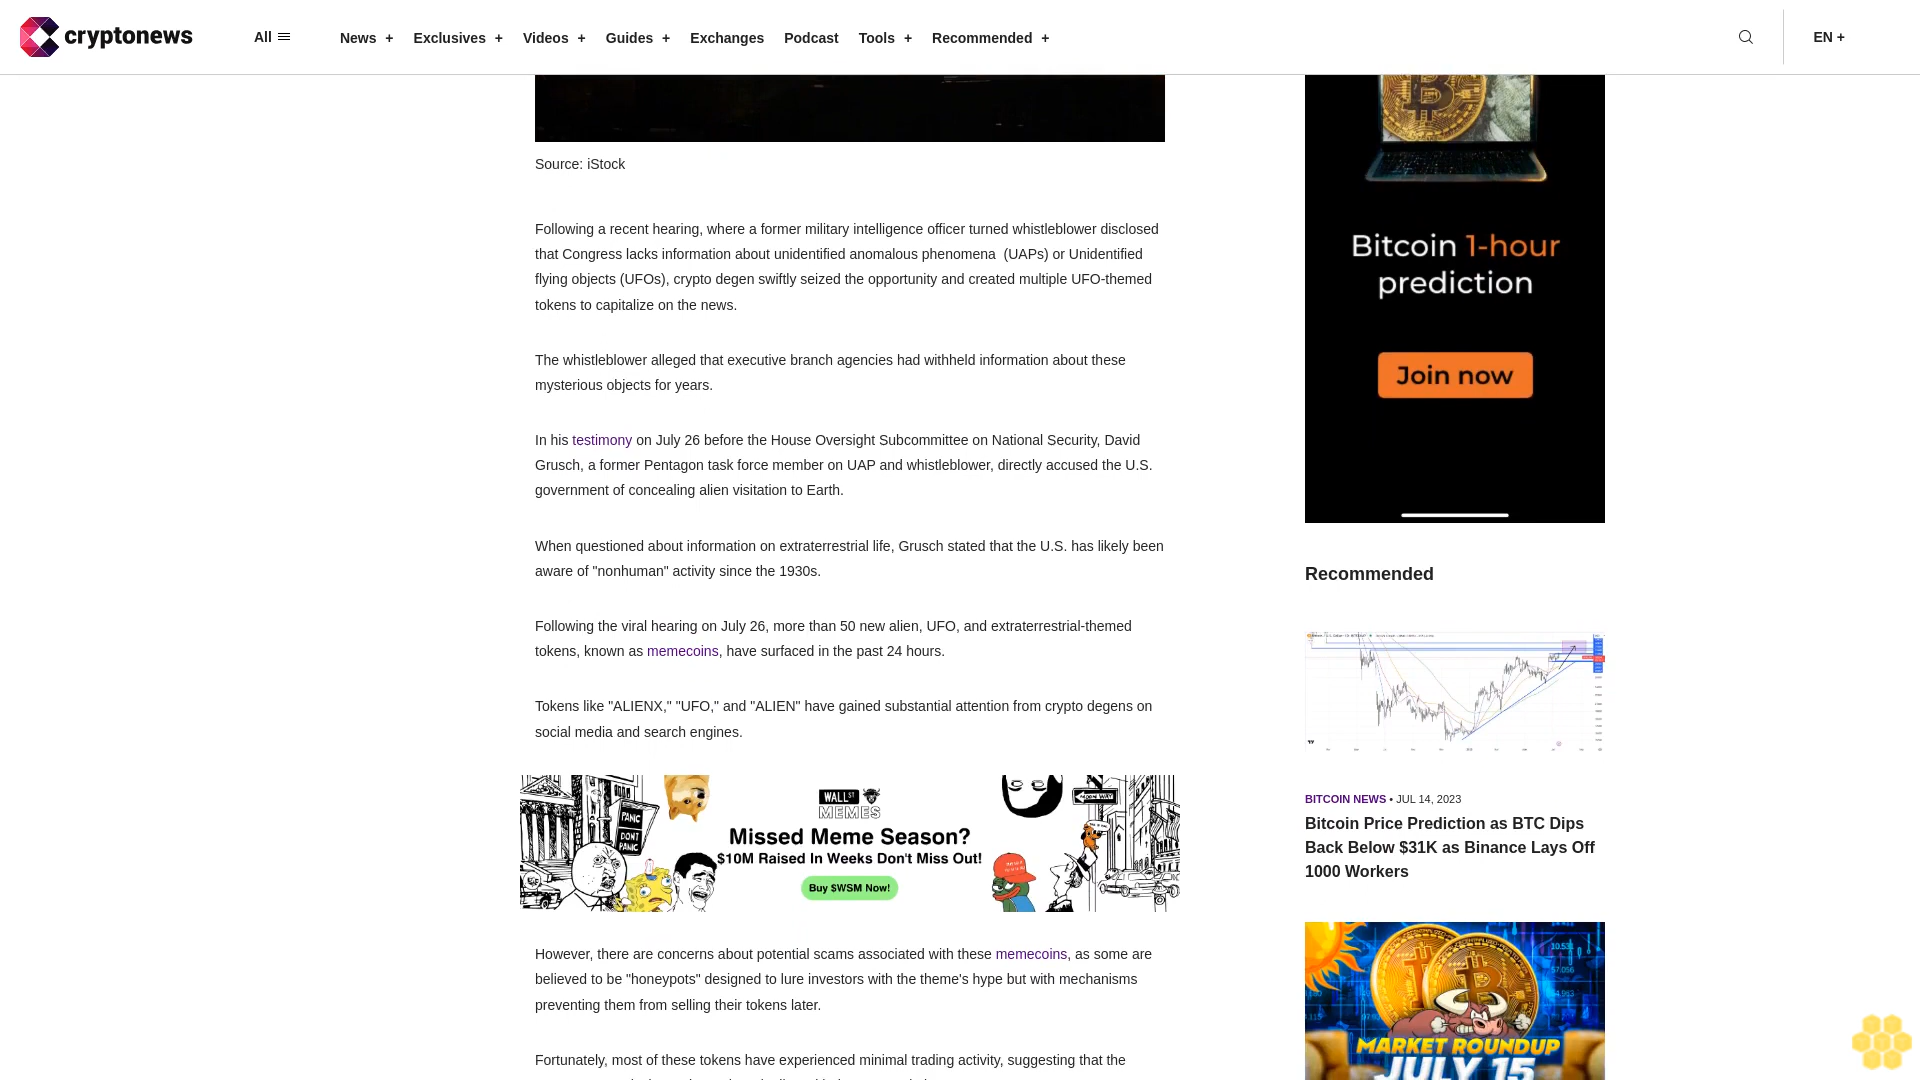 cryptonews
All
News +
Exclusives +
Videos +
Guides +
Exchanges
Podcast
Tools +
Recommended +
EN +
Source: iStock
Following a recent hearing, where a former military intelligence officer turned whistleblower disclosed
that Congress lacks information about unidentified anomalous phenomena  (UAPs) or Unidentified
flying objects (UFOs), crypto degen swiftly seized the opportunity and created multiple UFO-themed
tokens to capitalize on the news.
The whistleblower alleged that executive branch agencies had withheld information about these
mysterious objects for years.
In his testimony on July 26 before the House Oversight Subcommittee on National Security, David
Grusch, a former Pentagon task force member on UAP and whistleblower, directly accused the U.S.
government of concealing alien visitation to Earth.
When questioned about information on extraterrestrial life, Grusch stated that the U.S. has likely been
aware of "nonhuman" activity since the 1930s.
Following the viral hearing on July 26, more than 50 new alien, UFO, and extraterrestrial-themed
tokens, known as memecoins, have surfaced in the past 24 hours.
Tokens like "ALIENX," "UFO," and "ALIEN" have gained substantial attention from crypto degens on
social media and search engines.
PANIC
DONT
PANIC
WALL ST
MEMES
Missed Meme Season?
$10M Raised In Weeks Don't Miss Out!
Buy $WSM Now!
However, there are concerns about potential scams associated with these memecoins, as some are
believed to be "honeypots" designed to lure investors with the theme's hype but with mechanisms
preventing them from selling their tokens later.
Fortunately, most of these tokens have experienced minimal trading activity, suggesting that the
Bitcoin 1-hour
prediction
Join now
Recommended
BITCOIN NEWS • JUL 14, 2023
Bitcoin Price Prediction as BTC Dips
Back Below $31K as Binance Lays Off
1000 Workers
MARKET ROUNDUP
JULY 15